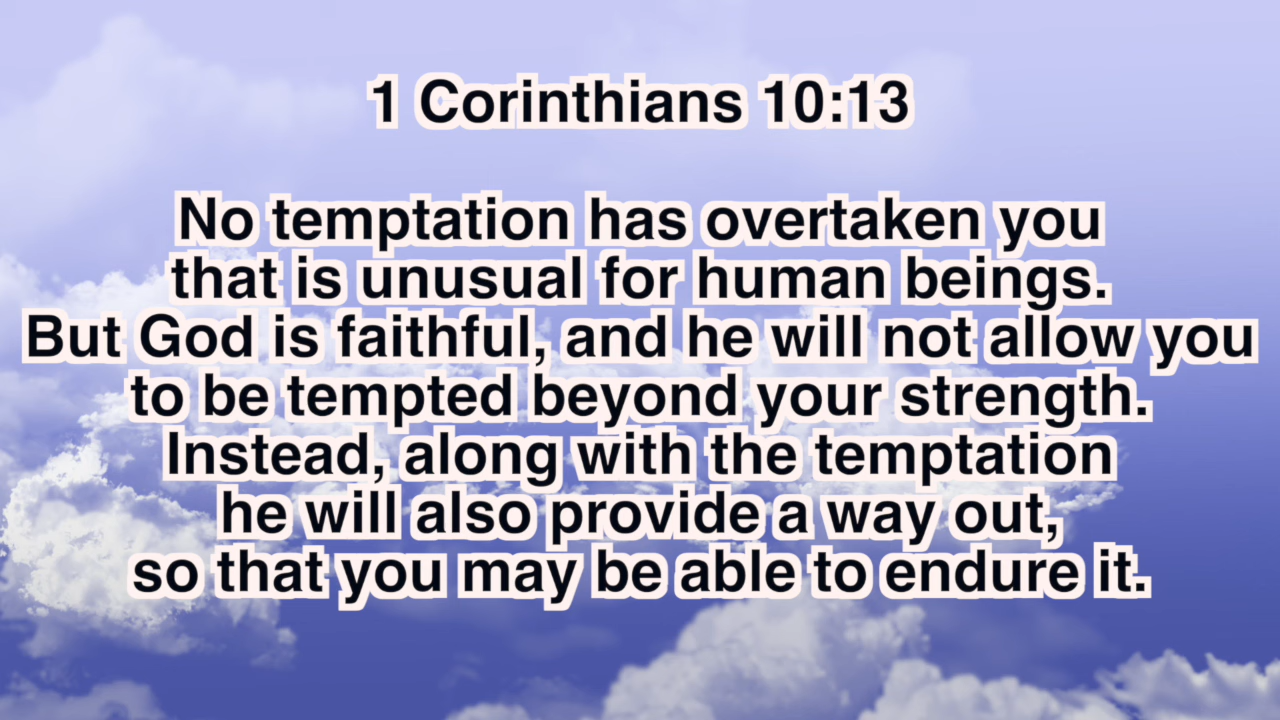 1 Corinthians 10:13
No temptation has overtaken you
that is unusual for human beings.
But God is faithful, and he will not allow you
to be tempted beyond your strength.
Instead, along with the temptation
he will also provide a way out,
so that you may be able to endure it.